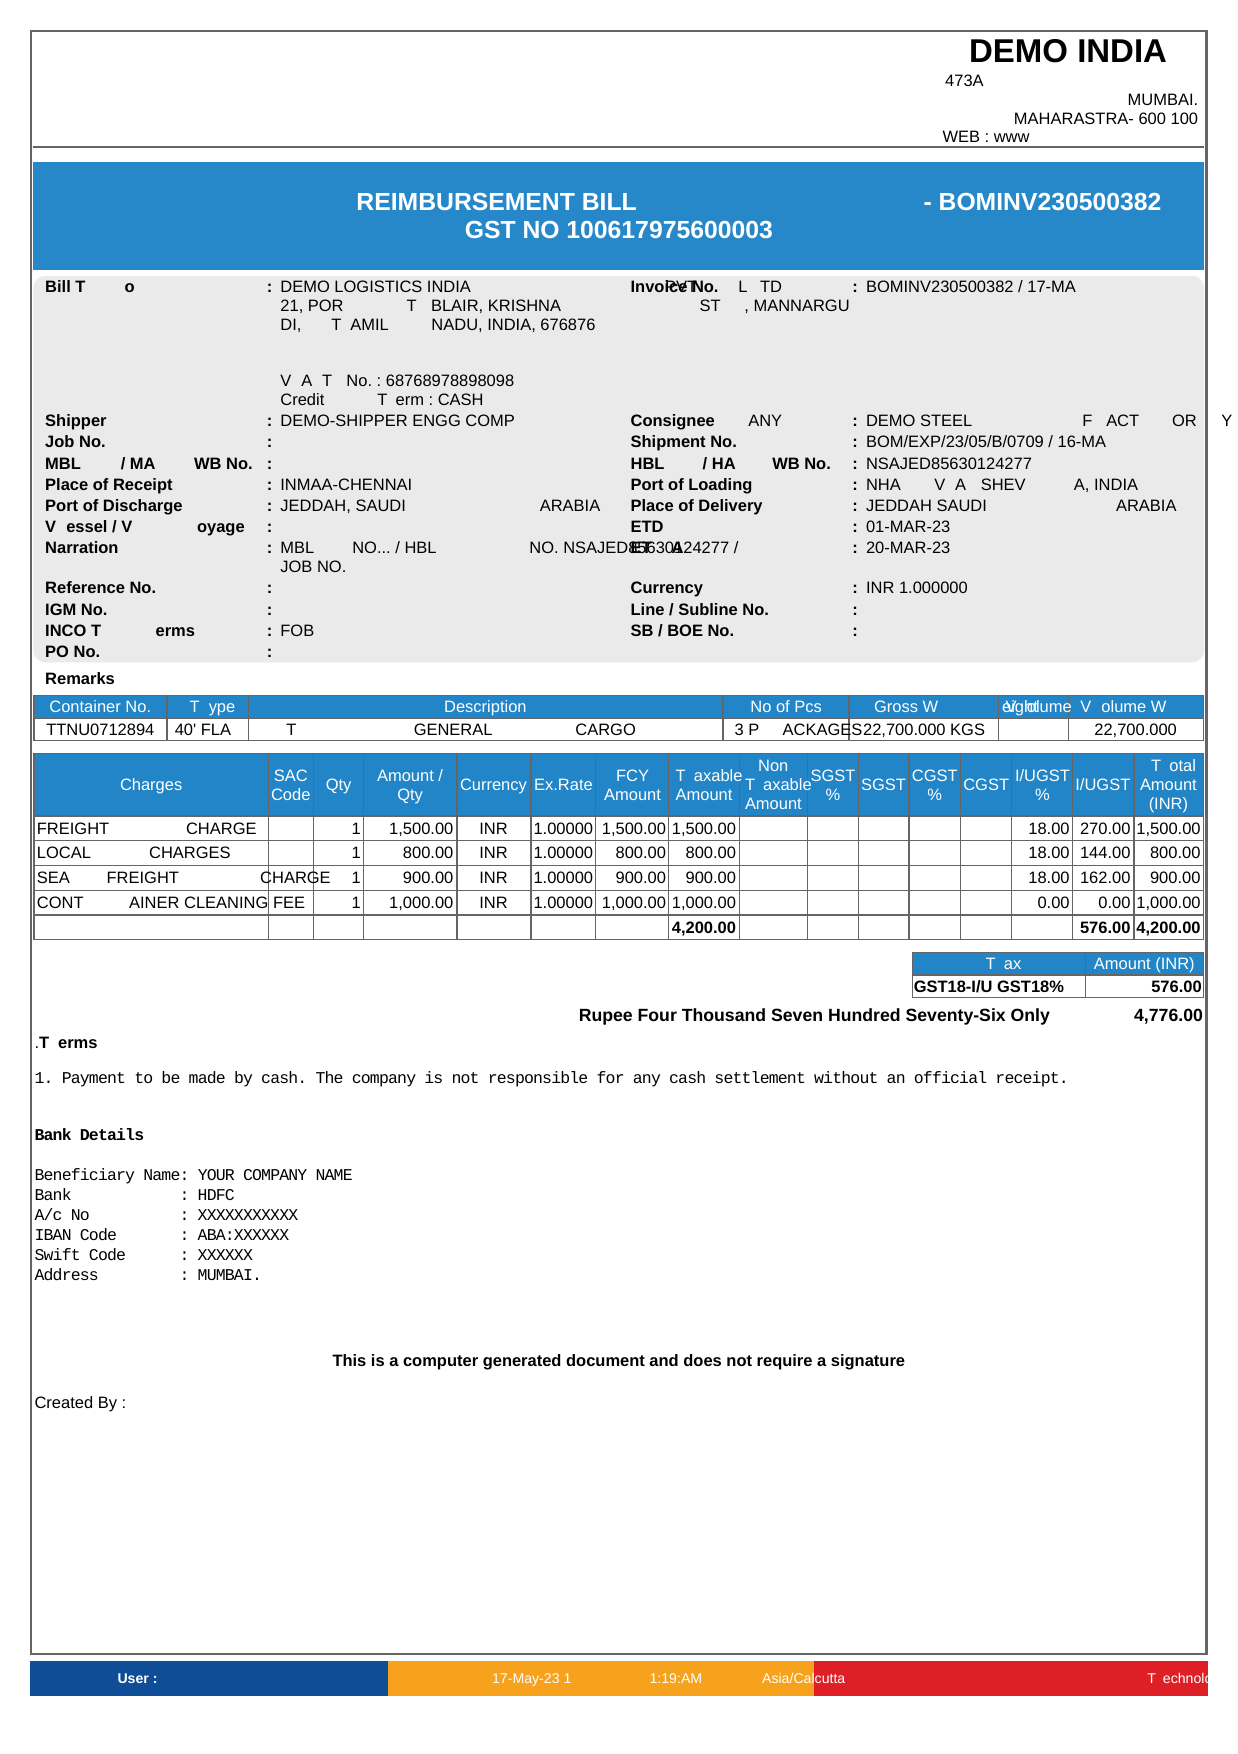 DEMO INDIA
473A
MUMBAI.
MAHARASTRA- 600 100
WEB : www
REIMBURSEMENT BILL - BOMINV230500382
GST NO 100617975600003
Bill To : DEMO LOGISTICS INDIA PVT LTD Invoice No. : BOMINV230500382 / 17-MA
21, PORT BLAIR, KRISHNA ST, MANNARGU
DI, TAMIL NADU, INDIA, 676876
VAT No. : 68768978898098
Credit Term : CASH
Shipper : DEMO-SHIPPER ENGG COMPANY Consignee : DEMO STEEL FACTORY
Job No. : Shipment No. : BOM/EXP/23/05/B/0709 / 16-MA
MBL / MAWB No. : HBL / HAWB No. : NSAJED85630124277
Place of Receipt : INMAA-CHENNAI Port of Loading : NHAVA SHEVA, INDIA
Port of Discharge : JEDDAH, SAUDI ARABIA Place of Delivery : JEDDAH SAUDI ARABIA
Vessel / Voyage : ETD : 01-MAR-23
Narration : MBL NO... / HBL NO. NSAJED85630124277 / ETA : 20-MAR-23
JOB NO.
Reference No. : Currency : INR 1.000000
IGM No. : Line / Subline No. :
INCO Terms : FOB SB / BOE No. :
PO No. :
Remarks
Container No. Type Description No of Pcs Gross Weight Volume Volume W
TTNU0712894 40' FLAT GENERAL CARGO 3 PACKAGES 22,700.000 KGS 22,700.000
Charges SAC Code Qty Amount / Qty Currency Ex.Rate FCY Amount Taxable Amount Non Taxable Amount SGST % SGST CGST % CGST I/UGST % I/UGST Total Amount (INR)
FREIGHT CHARGE 1 1,500.00 INR 1.00000 1,500.00 1,500.00 18.00 270.00 1,500.00
LOCAL CHARGES 1 800.00 INR 1.00000 800.00 800.00 18.00 144.00 800.00
SEA FREIGHT CHARGE 1 900.00 INR 1.00000 900.00 900.00 18.00 162.00 900.00
CONTAINER CLEANING FEE 1 1,000.00 INR 1.00000 1,000.00 1,000.00 0.00 0.00 1,000.00
4,200.00 576.00 4,200.00
Tax Amount (INR)
GST18-I/U GST18% 576.00
Rupee Four Thousand Seven Hundred Seventy-Six Only 4,776.00
.Terms
1. Payment to be made by cash. The company is not responsible for any cash settlement without an official receipt.
Bank Details
Beneficiary Name: YOUR COMPANY NAME
Bank : HDFC
A/c No : XXXXXXXXXXX
IBAN Code : ABA:XXXXXX
Swift Code : XXXXXX
Address : MUMBAI.
This is a computer generated document and does not require a signature
Created By :
User : 17-May-23 11:19:AM Asia/Calcutta Technolo